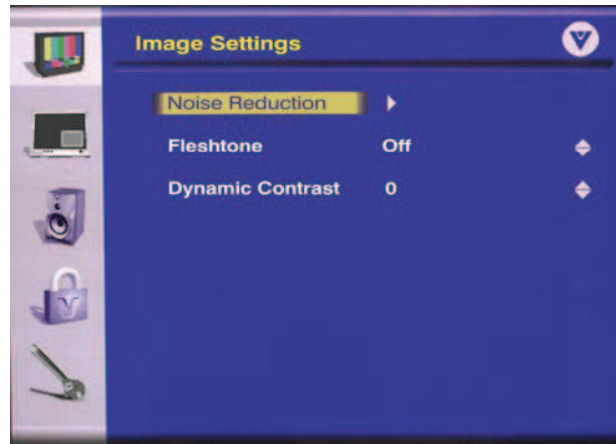 Image Settings
Noise Reduction
Fleshtone Off
Dynamic Contrast 0